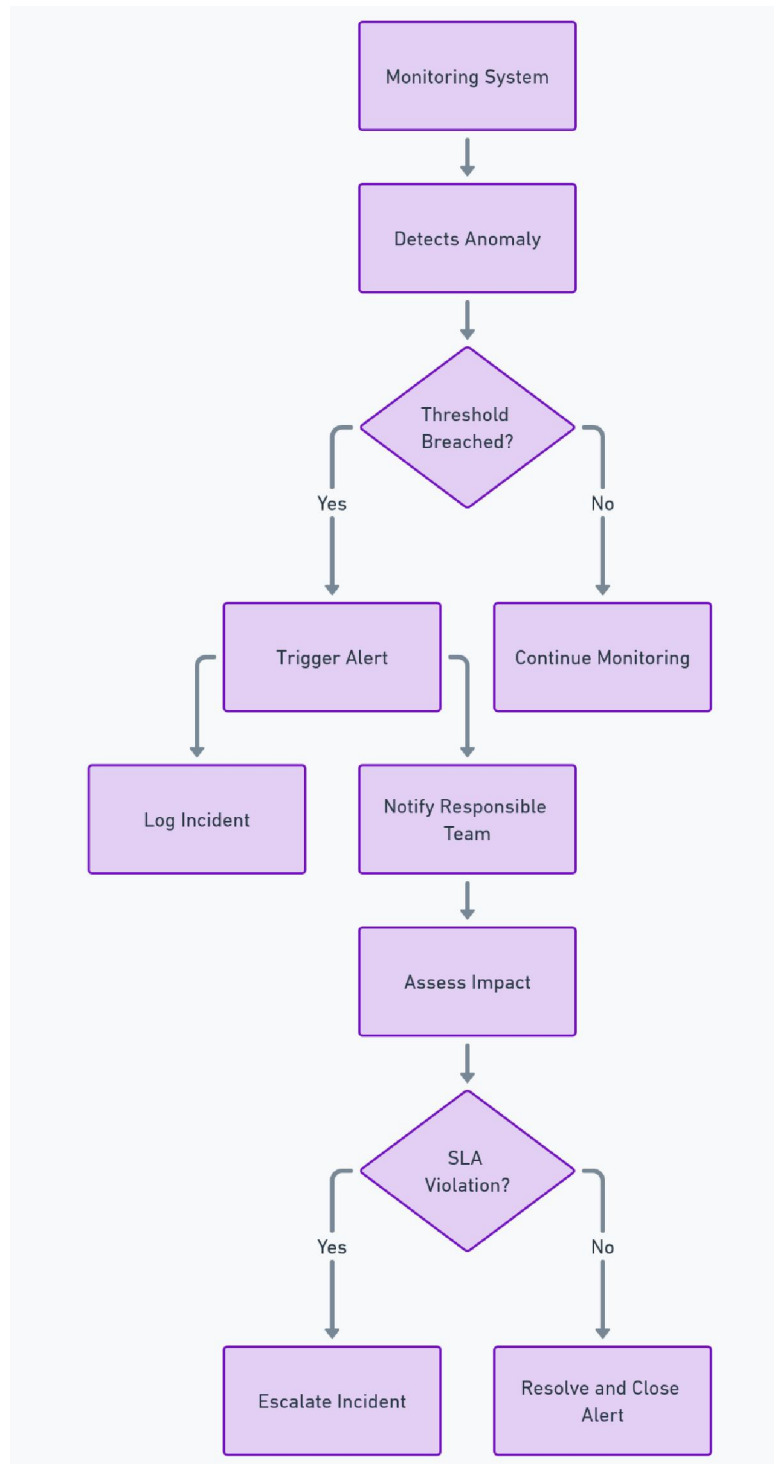 Monitoring System
Detects Anomaly
Threshold
Breached?
Yes
No
Trigger Alert
Continue Monitoring
Log Incident
Notify Responsible
Team
Assess Impact
SLA
Violation?
Yes
No
Escalate Incident
Resolve and Close
Alert